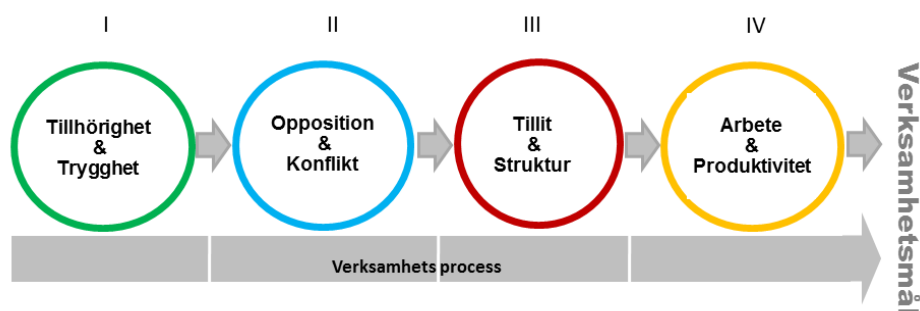 I
II
III
IV
Tillhörighet
&
Trygghet
Opposition
&
Konflikt
Tillit
&
Struktur
Arbete
&
Produktivitet
Verksamhets process
Verksamhetsmål